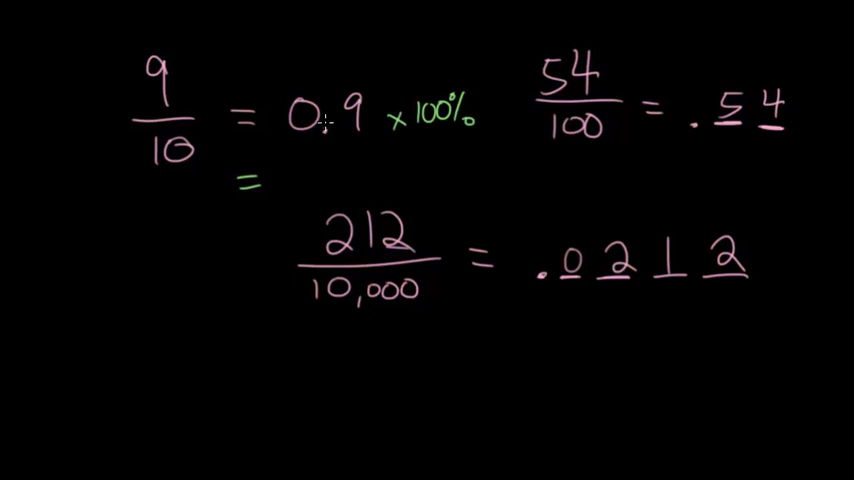 9/10 = 0.9 × 100%
=
54/100 = .54
212/10,000 = .0212